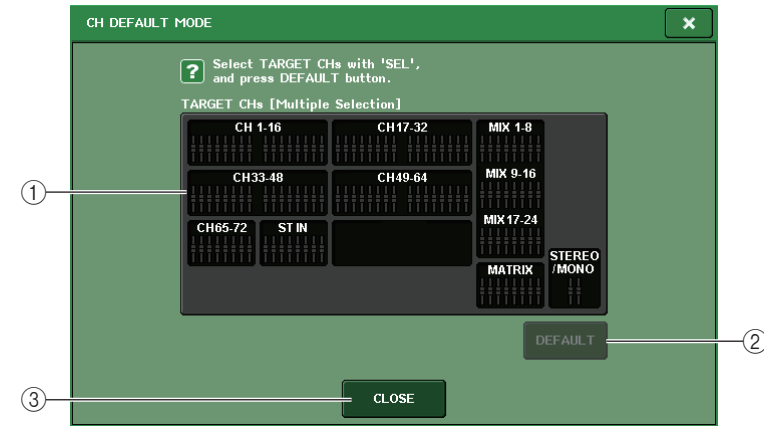 CH DEFAULT MODE
×
? Select TARGET CHs with 'SEL',
and press DEFAULT button.
TARGET CHs [Multiple Selection]
CH 1-16 CH17-32 MIX 1-8
① CH33-48 CH49-64 MIX 9-16
CH65-72 ST IN MIX17-24
MATRIX STEREO
/MONO
DEFAULT ②
③ CLOSE